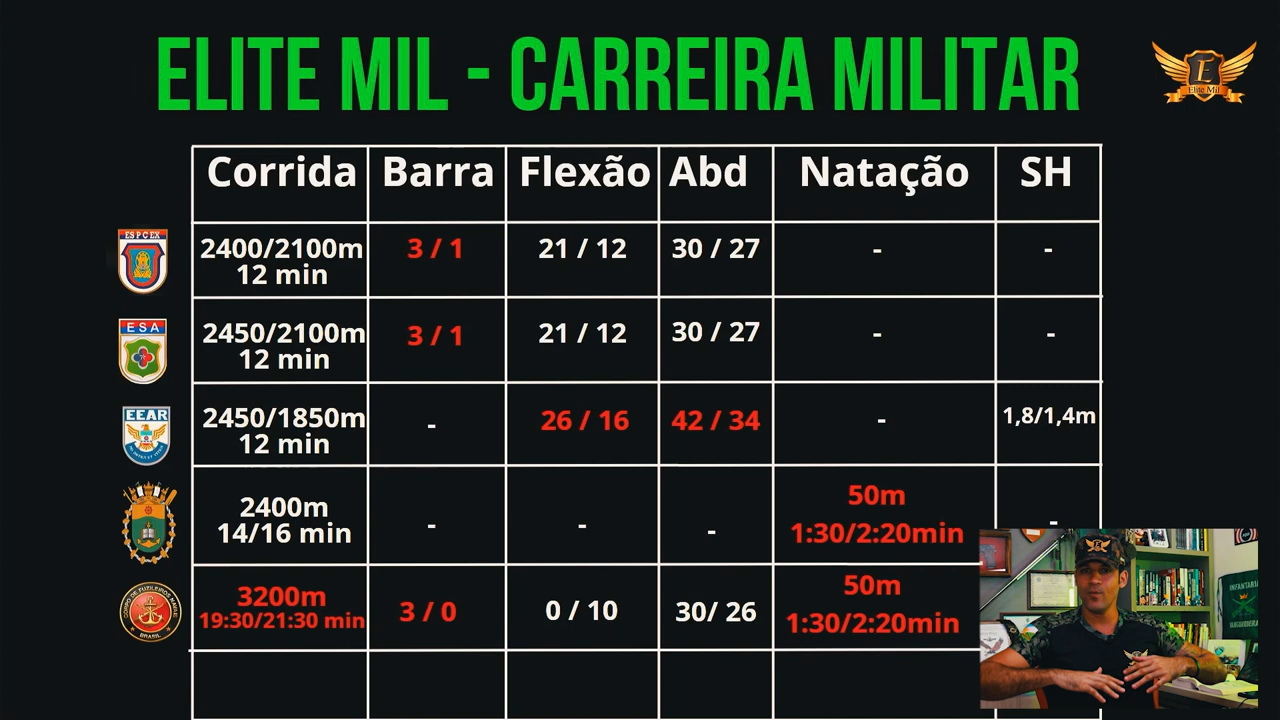 ELITE MIL - CARREIRA MILITAR
Elite Mil
Corrida Barra Flexão Abd Natação SH
ESPCEX
2400/2100m 3 / 1 21 / 12 30 / 27 - -
12 min
ESA
2450/2100m 3 / 1 21 / 12 30 / 27 - -
12 min
EEAR
2450/1850m - 26 / 16 42 / 34 - 1,8/1,4m
12 min
50m
2400m - - - -
14/16 min 1:30/2:20min
50m
3200m 3 / 0 0 / 10 30/ 26
19:30/21:30 min 1:30/2:20min
BRASIL
INFANTARIA